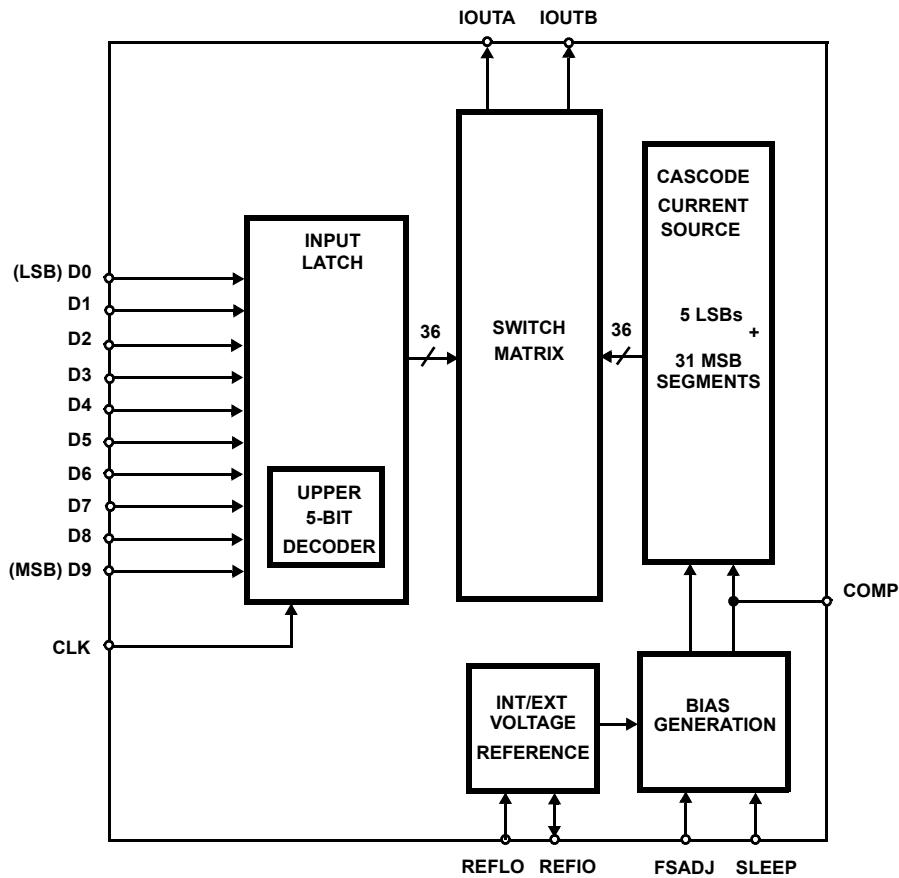 IOUTA IOUTB
CASCODE
CURRENT
SOURCE
5 LSBs
+
31 MSB
SEGMENTS
INPUT
LATCH
(LSB) D0
D1
D2
D3
D4
D5
D6
D7
D8
(MSB) D9
CLK
UPPER
5-BIT
DECODER
36
SWITCH
MATRIX
36
COMP
INT/EXT
VOLTAGE
REFERENCE
BIAS
GENERATION
REFLO REFIO FSADJ SLEEP